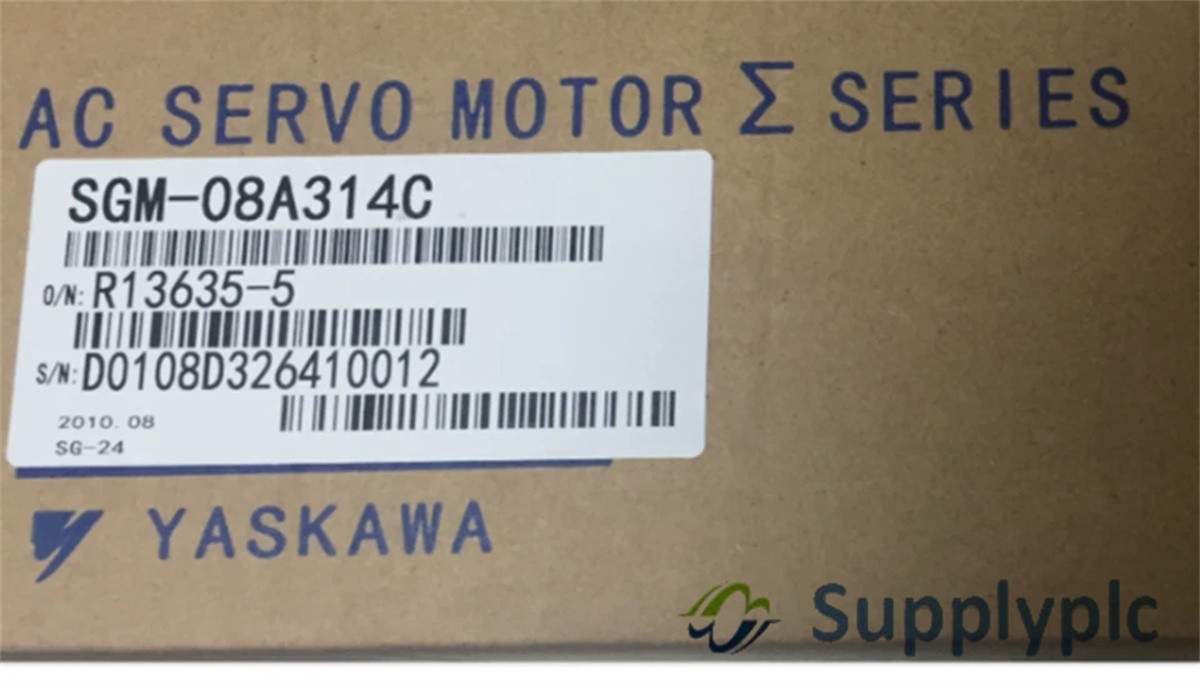 AC SERVO MOTOR Σ SERIES
SGM-08A314C
O/N: R13635-5
S/N: D0108D326410012
2010. 08
SG-24
YASKAWA
Supplyplc